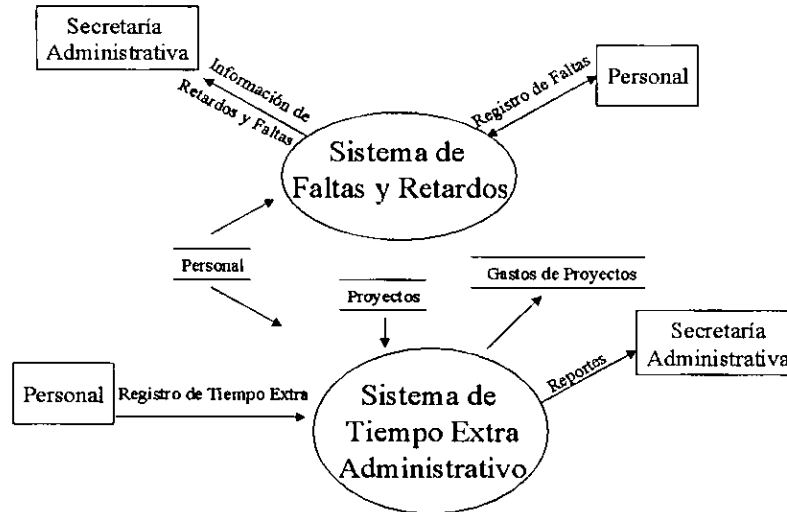 Secretaría
Administrativa
Información de
Retardos y Faltas
Registro de Faltas
Personal
Sistema de
Faltas y Retardos
Personal
Proyectos
Gastos de Proyectos
Secretaría
Administrativa
Personal
Registro de Tiempo Extra
Reportes
Sistema de
Tiempo Extra
Administrativo